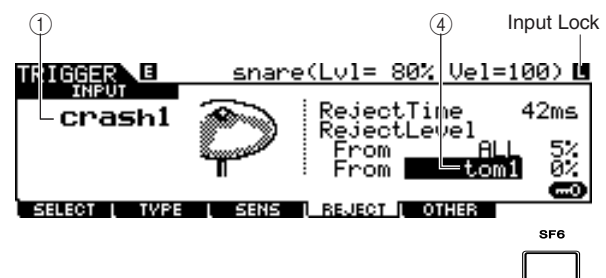 ① ④ Input Lock
TRIGGER E snare(Lvl= 80% Vel=100) L
INPUT
crash1
RejectTime 42ms
RejectLevel
From ALL 5%
From tom1 0%
SELECT TYPE SENS REJECT OTHER
SF6